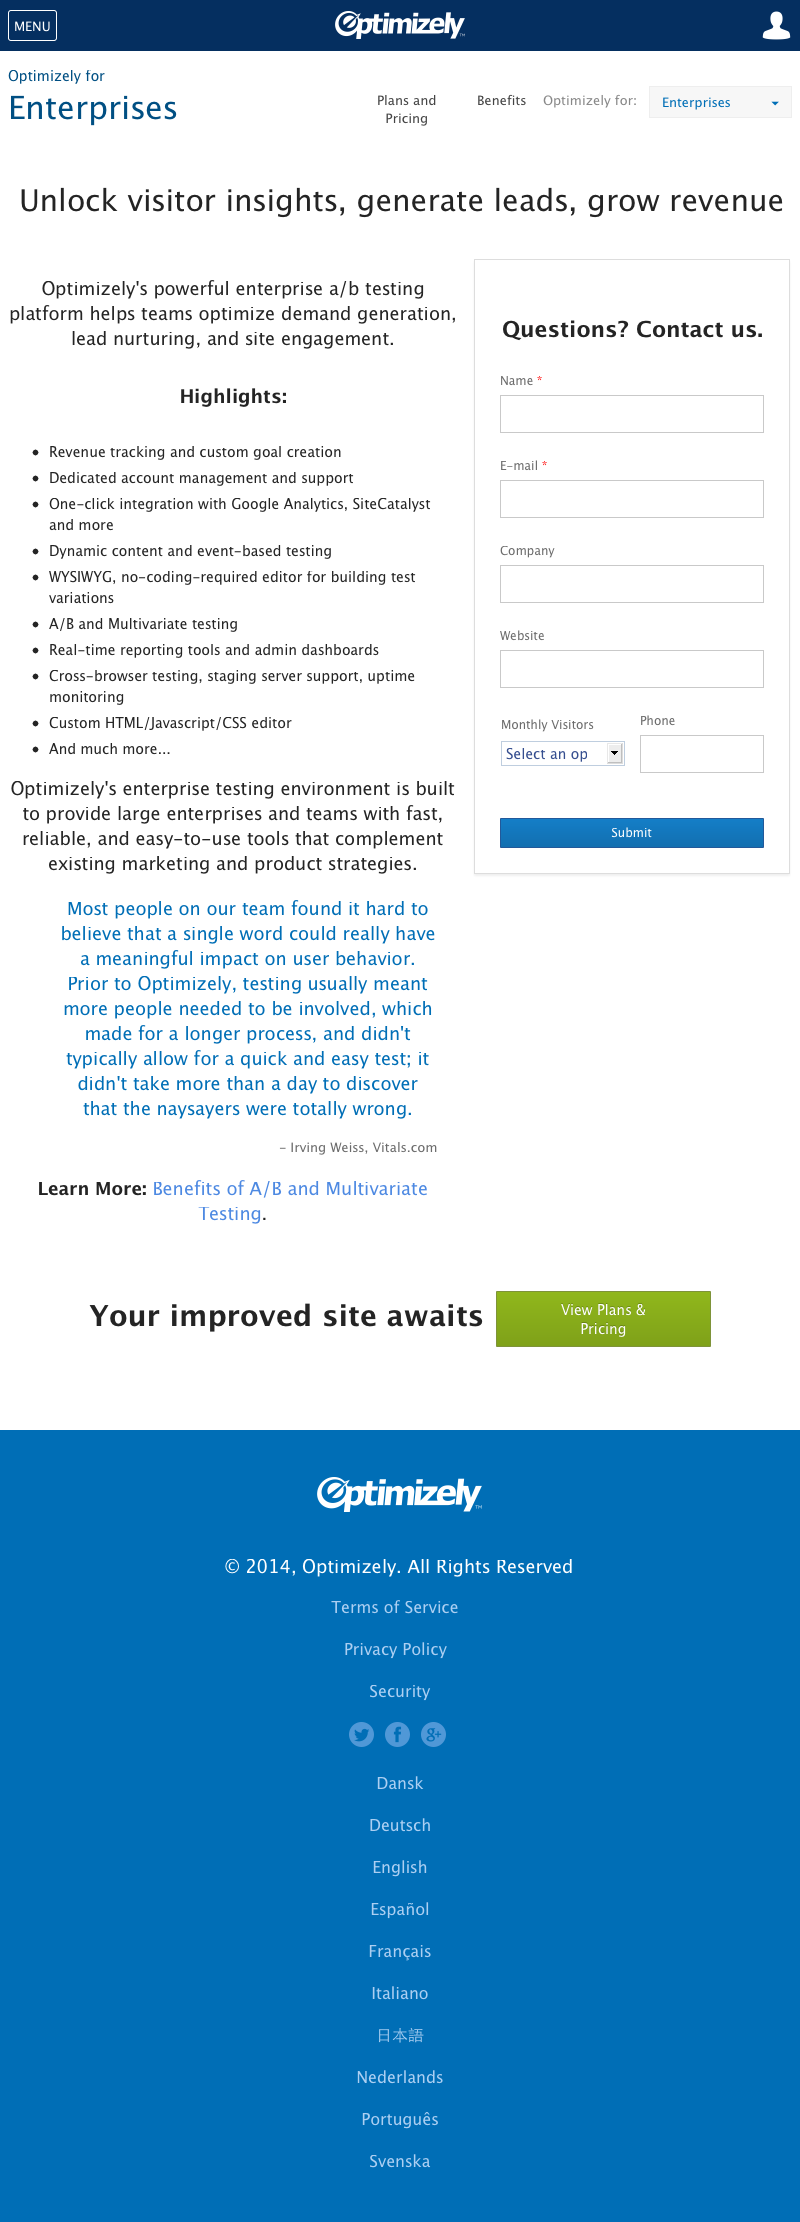 MENU
Optimizely
Optimizely for
Enterprises
Plans and
Pricing
Benefits
Optimizely for:
Enterprises
Unlock visitor insights, generate leads, grow revenue
Optimizely's powerful enterprise a/b testing
platform helps teams optimize demand generation,
lead nurturing, and site engagement.
Highlights:
Revenue tracking and custom goal creation
Dedicated account management and support
One-click integration with Google Analytics, SiteCatalyst
and more
Dynamic content and event-based testing
WYSIWYG, no-coding-required editor for building test
variations
A/B and Multivariate testing
Real-time reporting tools and admin dashboards
Cross-browser testing, staging server support, uptime
monitoring
Custom HTML/Javascript/CSS editor
And much more...
Optimizely's enterprise testing environment is built
to provide large enterprises and teams with fast,
reliable, and easy-to-use tools that complement
existing marketing and product strategies.
Most people on our team found it hard to
believe that a single word could really have
a meaningful impact on user behavior.
Prior to Optimizely, testing usually meant
more people needed to be involved, which
made for a longer process, and didn't
typically allow for a quick and easy test; it
didn't take more than a day to discover
that the naysayers were totally wrong.
- Irving Weiss, Vitals.com
Learn More: Benefits of A/B and Multivariate
Testing.
Questions? Contact us.
Name *
E-mail *
Company
Website
Monthly Visitors
Select an op
Phone
Submit
Your improved site awaits
View Plans &
Pricing
Optimizely™
© 2014, Optimizely. All Rights Reserved
Terms of Service
Privacy Policy
Security
Dansk
Deutsch
English
Español
Français
Italiano
日本語
Nederlands
Português
Svenska